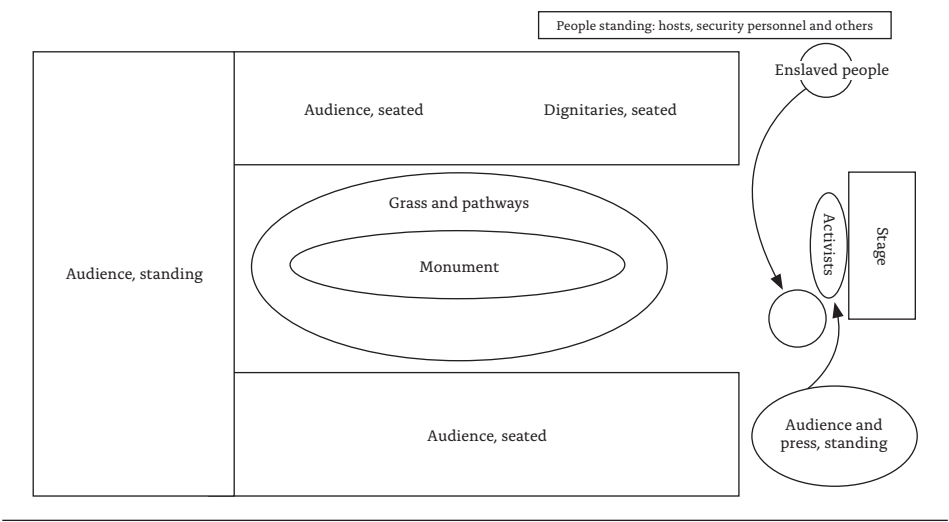 People standing: hosts, security personnel and others
Enslaved people
Audience, seated
Dignitaries, seated
Grass and pathways
Monument
Audience, standing
Activists
Stage
Audience, seated
Audience and
press, standing